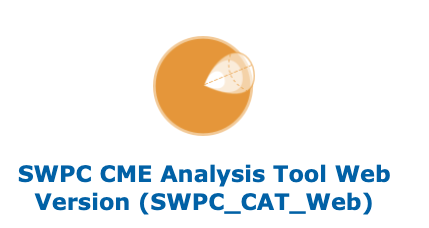 SWPC CME Analysis Tool Web
Version (SWPC_CAT_Web)